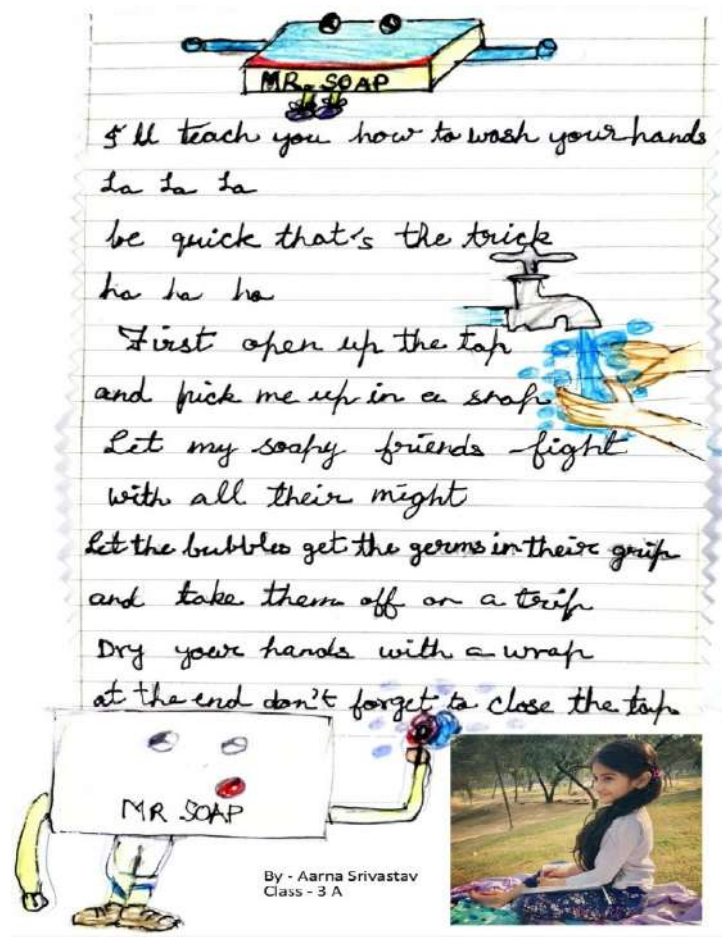 MR. SOAP
I'll teach you how to wash your hands
La La La
be quick that's the trick
ha ha ha
First open up the tap
and pick me up in a snap
Let my soapy friends fight
with all their might
Let the bubbles get the germs in their grip
and take them off on a trip
Dry your hands with a wrap
at the end don't forget to close the tap.
MR SOAP
By - Aarna Srivastav
Class - 3 A